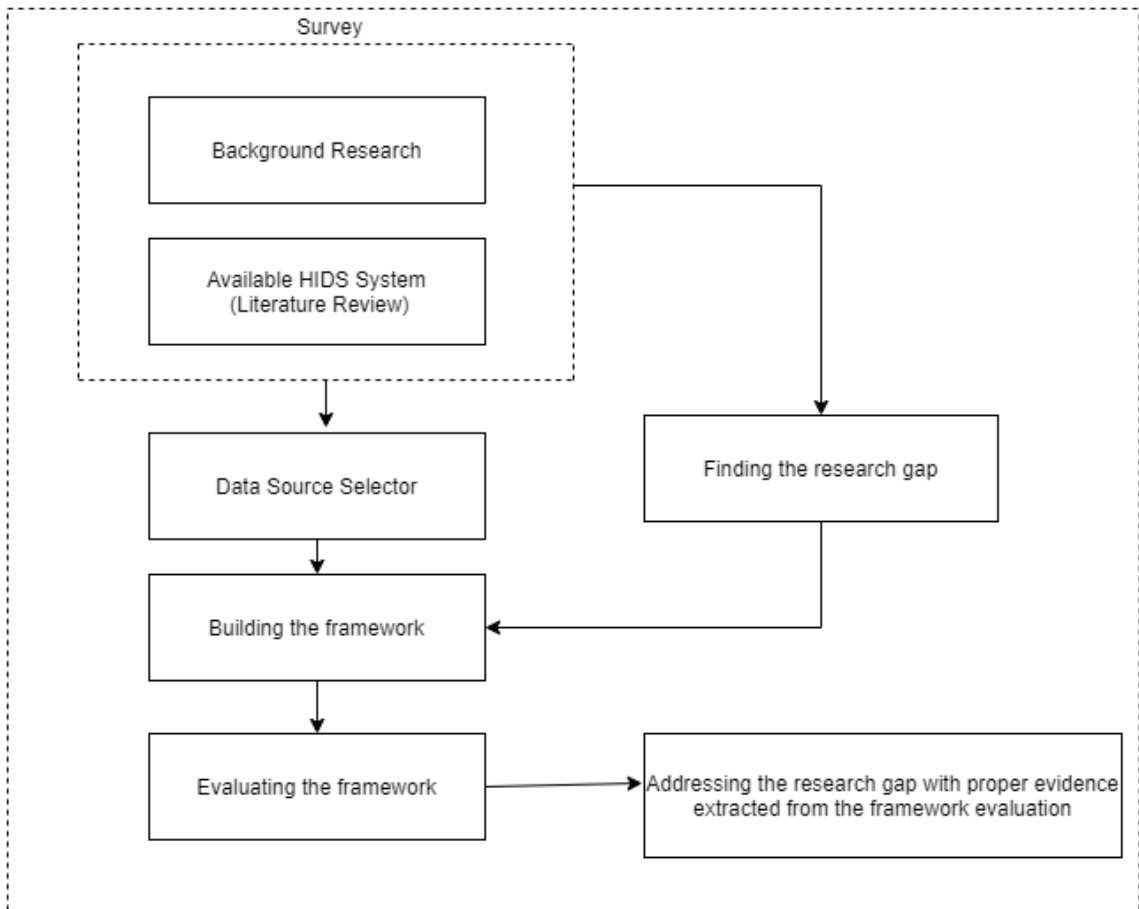 Survey
Background Research
Available HIDS System
(Literature Review)
Data Source Selector
Finding the research gap
Building the framework
Evaluating the framework
Addressing the research gap with proper evidence
extracted from the framework evaluation